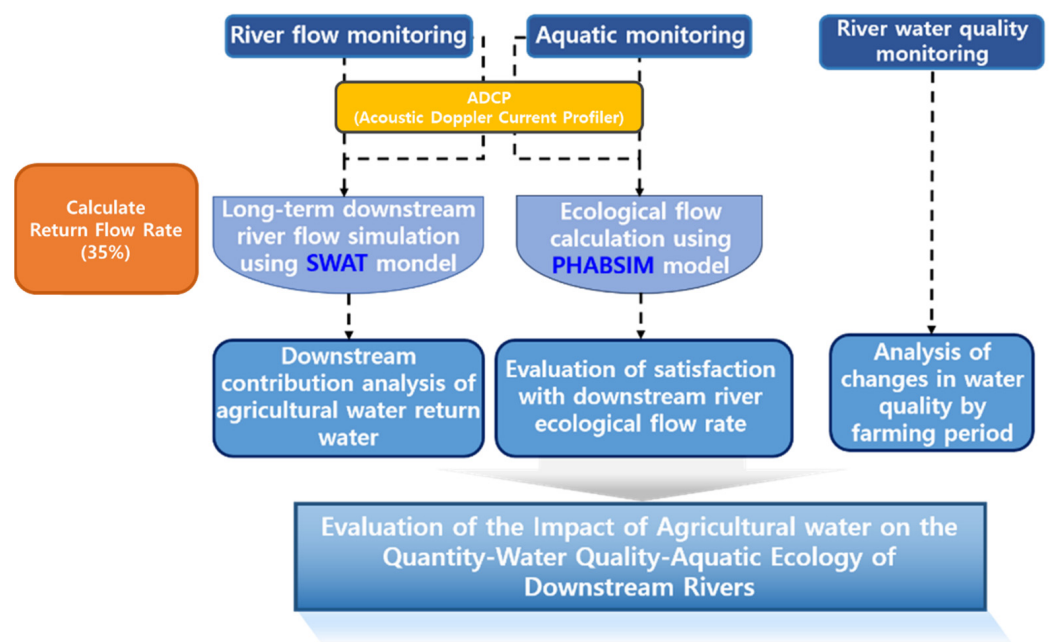 River flow monitoring
Aquatic monitoring
River water quality
monitoring
ADCP
(Acoustic Doppler Current Profiler)
Calculate
Return Flow Rate
(35%)
Long-term downstream
river flow simulation
using SWAT mondel
Ecological flow
calculation using
PHABSIM model
Downstream
contribution analysis of
agricultural water return
water
Evaluation of satisfaction
with downstream river
ecological flow rate
Analysis of
changes in water
quality by
farming period
Evaluation of the Impact of Agricultural water on the
Quantity-Water Quality-Aquatic Ecology of
Downstream Rivers